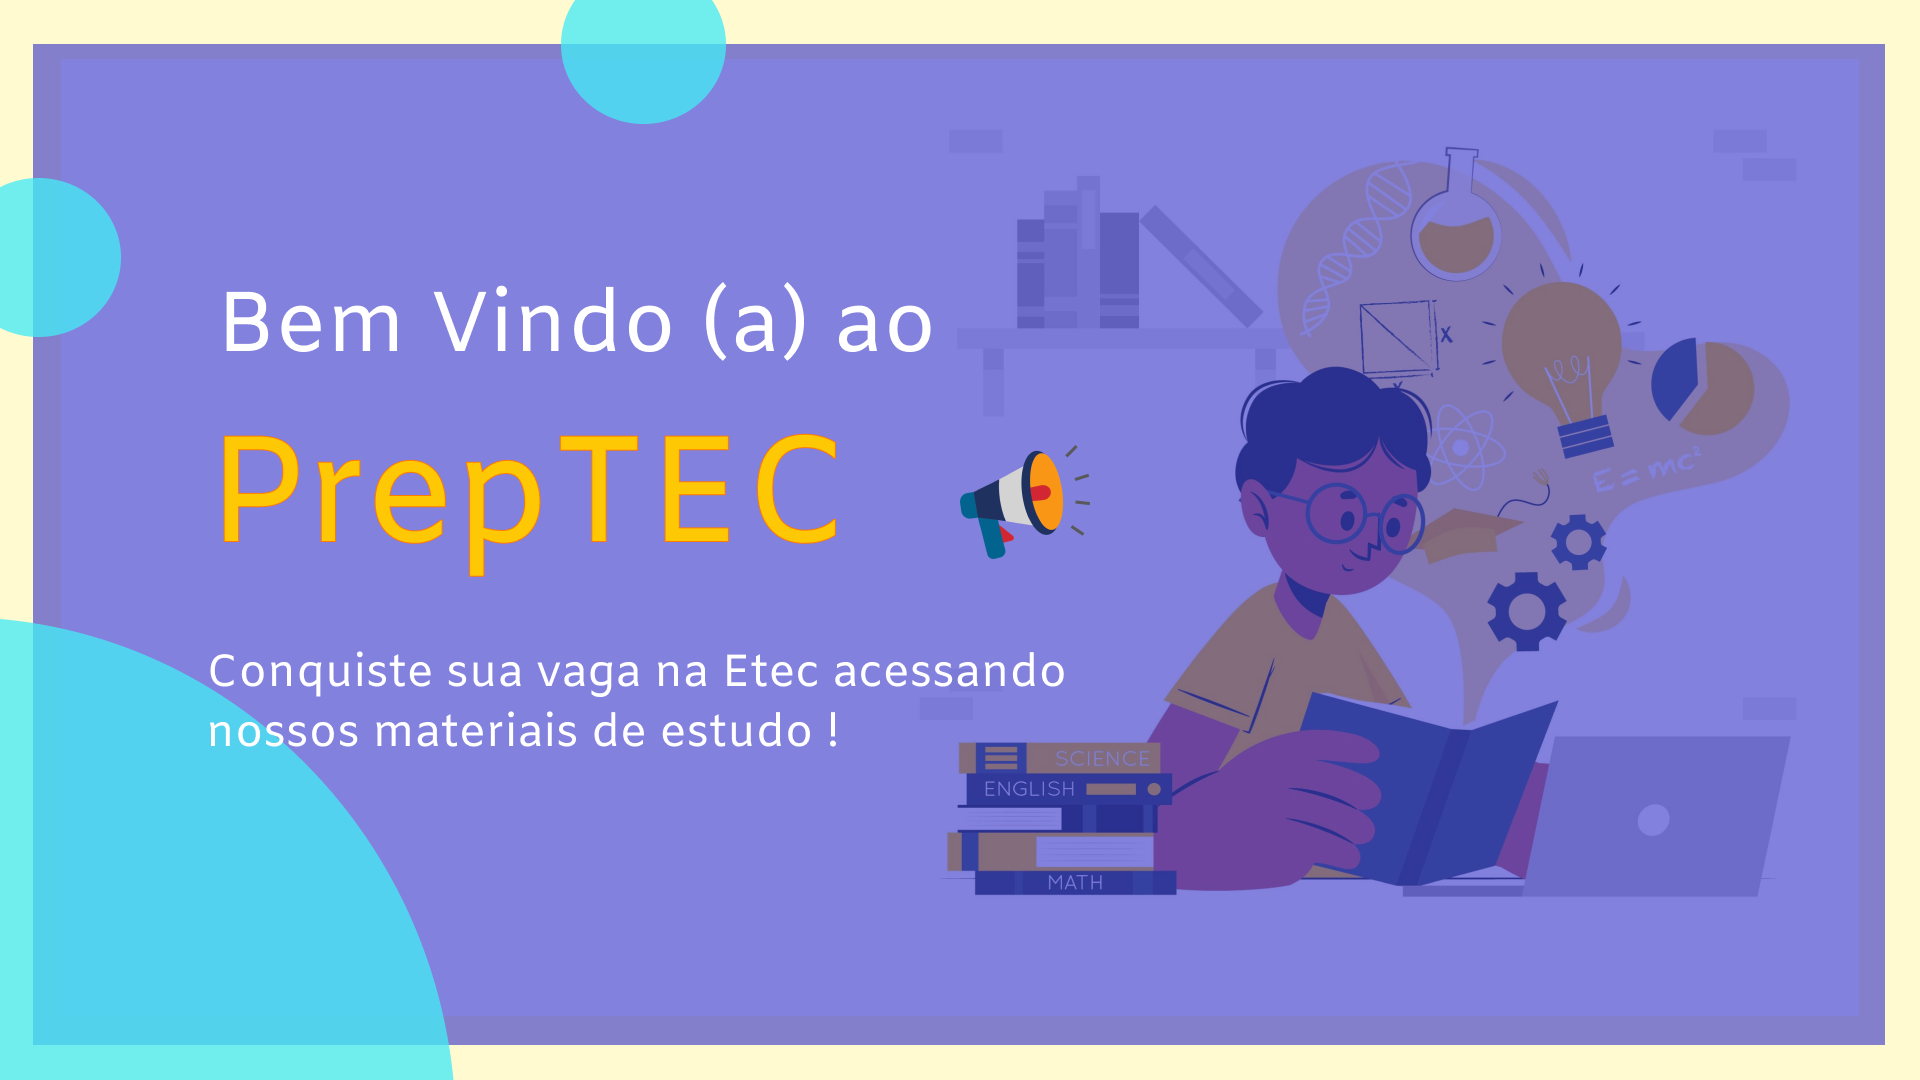 Bem Vindo (a) ao
PrepTEC
Conquiste sua vaga na Etec acessando
nossos materiais de estudo !
X
X
E = mc²
SCIENCE
ENGLISH
MATH